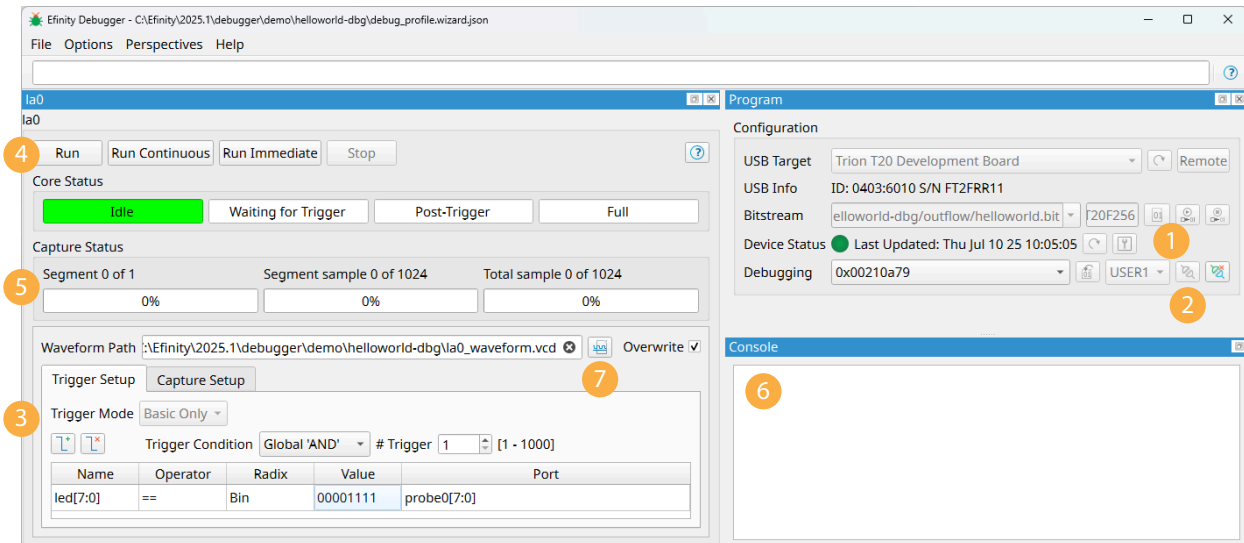 Efinity Debugger - C:\Efinity\2025.1\debugger\demo\helloworld-dbg\debug_profile.wizard.json
File Options Perspectives Help
la0
la0
4 Run Run Continuous Run Immediate Stop
Core Status
Idle Waiting for Trigger Post-Trigger Full
Capture Status
Segment 0 of 1 Segment sample 0 of 1024 Total sample 0 of 1024
5 0% 0% 0%
Waveform Path :\Efinity\2025.1\debugger\demo\helloworld-dbg\la0_waveform.vcd Overwrite
7
Trigger Setup Capture Setup
3 Trigger Mode Basic Only
Trigger Condition Global 'AND' # Trigger 1 [1 - 1000]
Name Operator Radix Value Port
led[7:0] == Bin 00001111 probe0[7:0]
Program
Configuration
USB Target Trion T20 Development Board Remote
USB Info ID: 0403:6010 S/N FT2FRR11
Bitstream elloworld-dbg/outflow/helloworld.bit T20F256
1
Device Status Last Updated: Thu Jul 10 25 10:05:05
Debugging 0x00210a79 USER1
2
Console
6